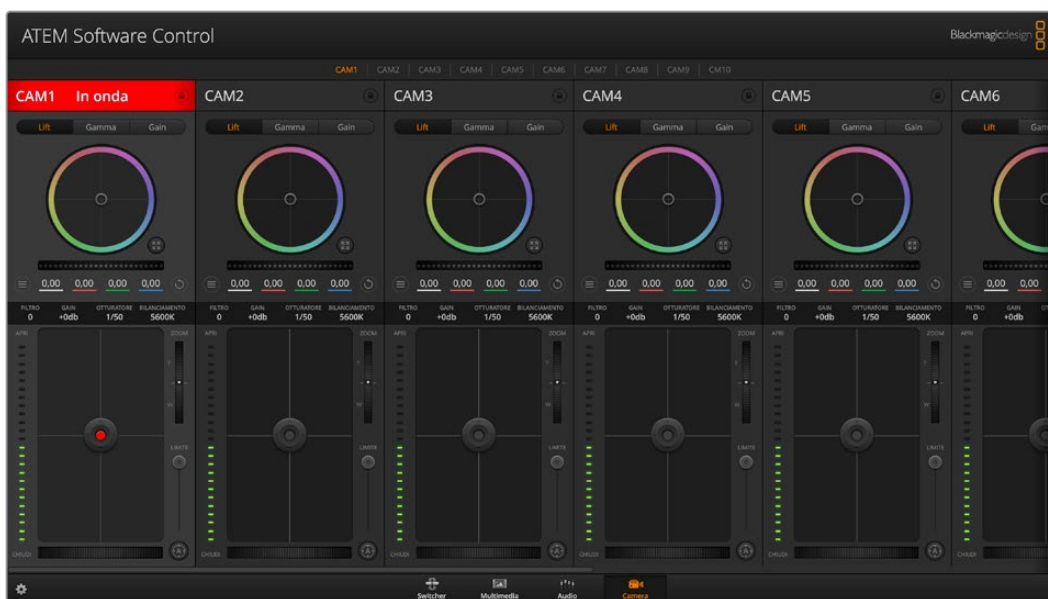 ATEM Software Control
Blackmagicdesign
CAM1 CAM2 CAM3 CAM4 CAM5 CAM6 CAM7 CAM8 CAM9 CM10
CAM1 In onda CAM2 CAM3 CAM4 CAM5 CAM6
Lift Gamma Gain Lift Gamma Gain Lift Gamma Gain Lift Gamma Gain Lift Gamma Gain Lift Gam
0,00 0,00 0,00 0,00 0,00 0,00 0,00 0,00 0,00 0,00 0,00 0,00 0,00 0,00 0,00 0,00 0,00 0,00 0,00 0,00 0,00 0,00
FILTRO GAIN OTTURATORE BILANCIAMENTO FILTRO GAIN OTTURATORE BILANCIAMENTO FILTRO GAIN OTTURATORE BILANCIAMENTO FILTRO GAIN OTTURATORE BILANCIAMENTO FILTRO GAIN OTTURATORE BILANCIAMENTO FILTRO GAIN
0 +0db 1/50 5600K 0 +0db 1/50 5600K 0 +0db 1/50 5600K 0 +0db 1/50 5600K 0 +0db 1/50 5600K 0 +0db
APRI ZOOM APRI ZOOM APRI ZOOM APRI ZOOM APRI ZOOM APRI
T T T T T
W W W W W
LIMITE LIMITE LIMITE LIMITE LIMITE
CHIUDI CHIUDI CHIUDI CHIUDI CHIUDI CHIUDI
Switcher Multimedia Audio Camera